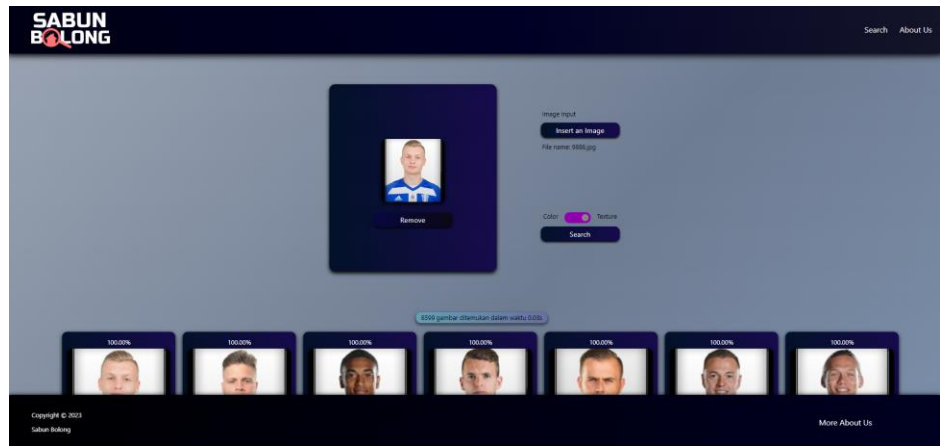 SABUN
BOLONG
Search About Us
Image input
Insert an Image
File name: 8888.jpg
Remove
Color Texture
Search
8599 gambar ditemukan dalam waktu 0.03s
100.00% 100.00% 100.00% 100.00% 100.00% 100.00% 100.00%
Copyright © 2023
Sabun Bolong
More About Us